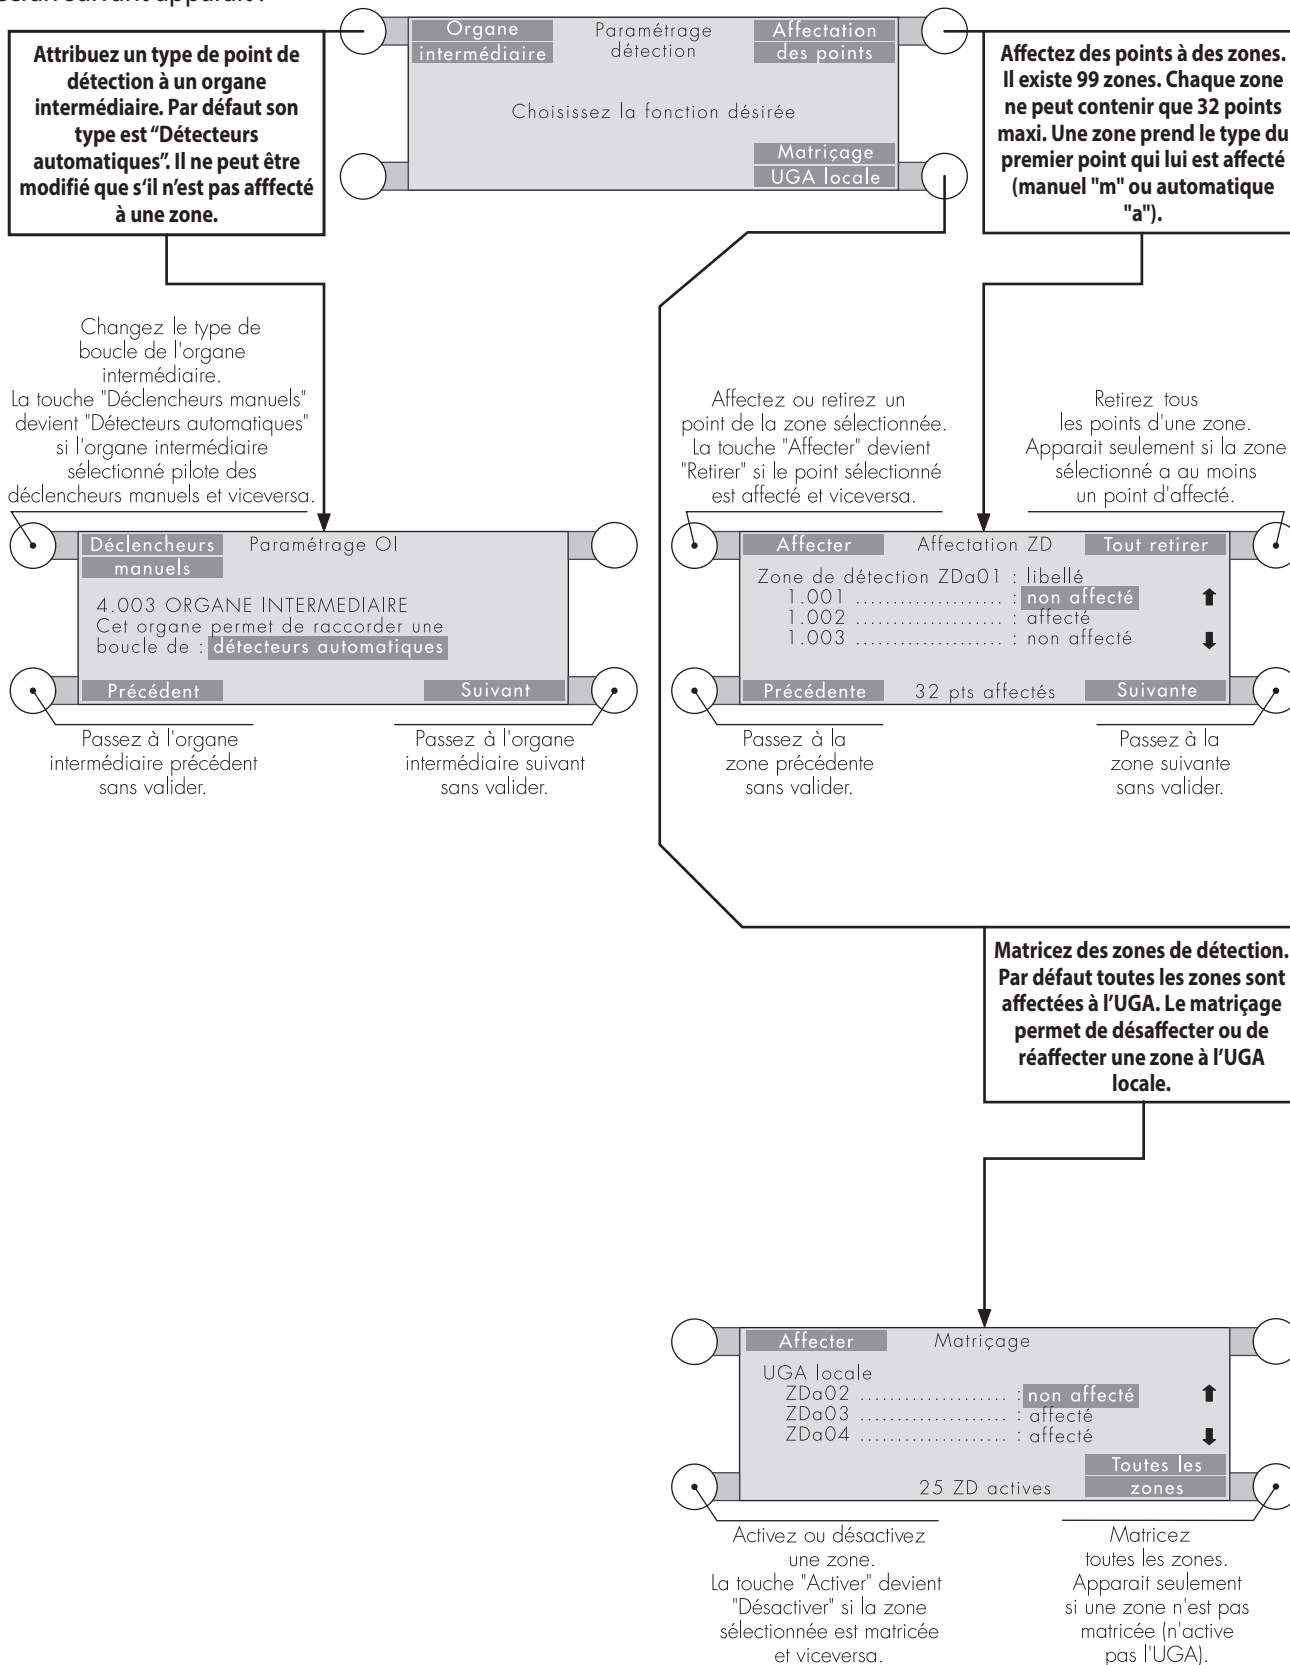 écran suivant apparaît :
Organe
intermédiaire
Paramétrage
détection
Affectation
des points
Choisissez la fonction désirée
Matriçage
UGA locale
Attribuez un type de point de
détection à un organe
intermédiaire. Par défaut son
type est “Détecteurs
automatiques”. Il ne peut être
modifié que s‘il n’est pas afffecté
à une zone.
Affectez des points à des zones.
Il existe 99 zones. Chaque zone
ne peut contenir que 32 points
maxi. Une zone prend le type du
premier point qui lui est affecté
(manuel "m" ou automatique
"a").
Changez le type de
boucle de l'organe
intermédiaire.
La touche "Déclencheurs manuels"
devient "Détecteurs automatiques"
si l'organe intermédiaire
sélectionné pilote des
déclencheurs manuels et viceversa.
Affectez ou retirez un
point de la zone sélectionnée.
La touche "Affecter" devient
"Retirer" si le point sélectionné
est affecté et viceversa.
Retirez tous
les points d'une zone.
Apparait seulement si la zone
sélectionné a au moins
un point d'affecté.
Déclencheurs
manuels
Paramétrage OI
4.003 ORGANE INTERMEDIAIRE
Cet organe permet de raccorder une
boucle de : détecteurs automatiques
Précédent
Suivant
Affecter
Affectation ZD
Tout retirer
Zone de détection ZDa01 : libellé
1.001 .................... : non affecté
1.002 .................... : affecté
1.003 .................... : non affecté
Précédente
32 pts affectés
Suivante
Passez à l'organe
intermédiaire précédent
sans valider.
Passez à l'organe
intermédiaire suivant
sans valider.
Passez à la
zone précédente
sans valider.
Passez à la
zone suivante
sans valider.
Matricez des zones de détection.
Par défaut toutes les zones sont
affectées à l’UGA. Le matriçage
permet de désaffecter ou de
réaffecter une zone à l’UGA
locale.
Affecter
Matriçage
UGA locale
ZDa02 .................... : non affecté
ZDa03 .................... : affecté
ZDa04 .................... : affecté
25 ZD actives
Toutes les
zones
Activez ou désactivez
une zone.
La touche "Activer" devient
"Désactiver" si la zone
sélectionnée est matricée
et viceversa.
Matricez
toutes les zones.
Apparait seulement
si une zone n'est pas
matricée (n'active
pas l'UGA).